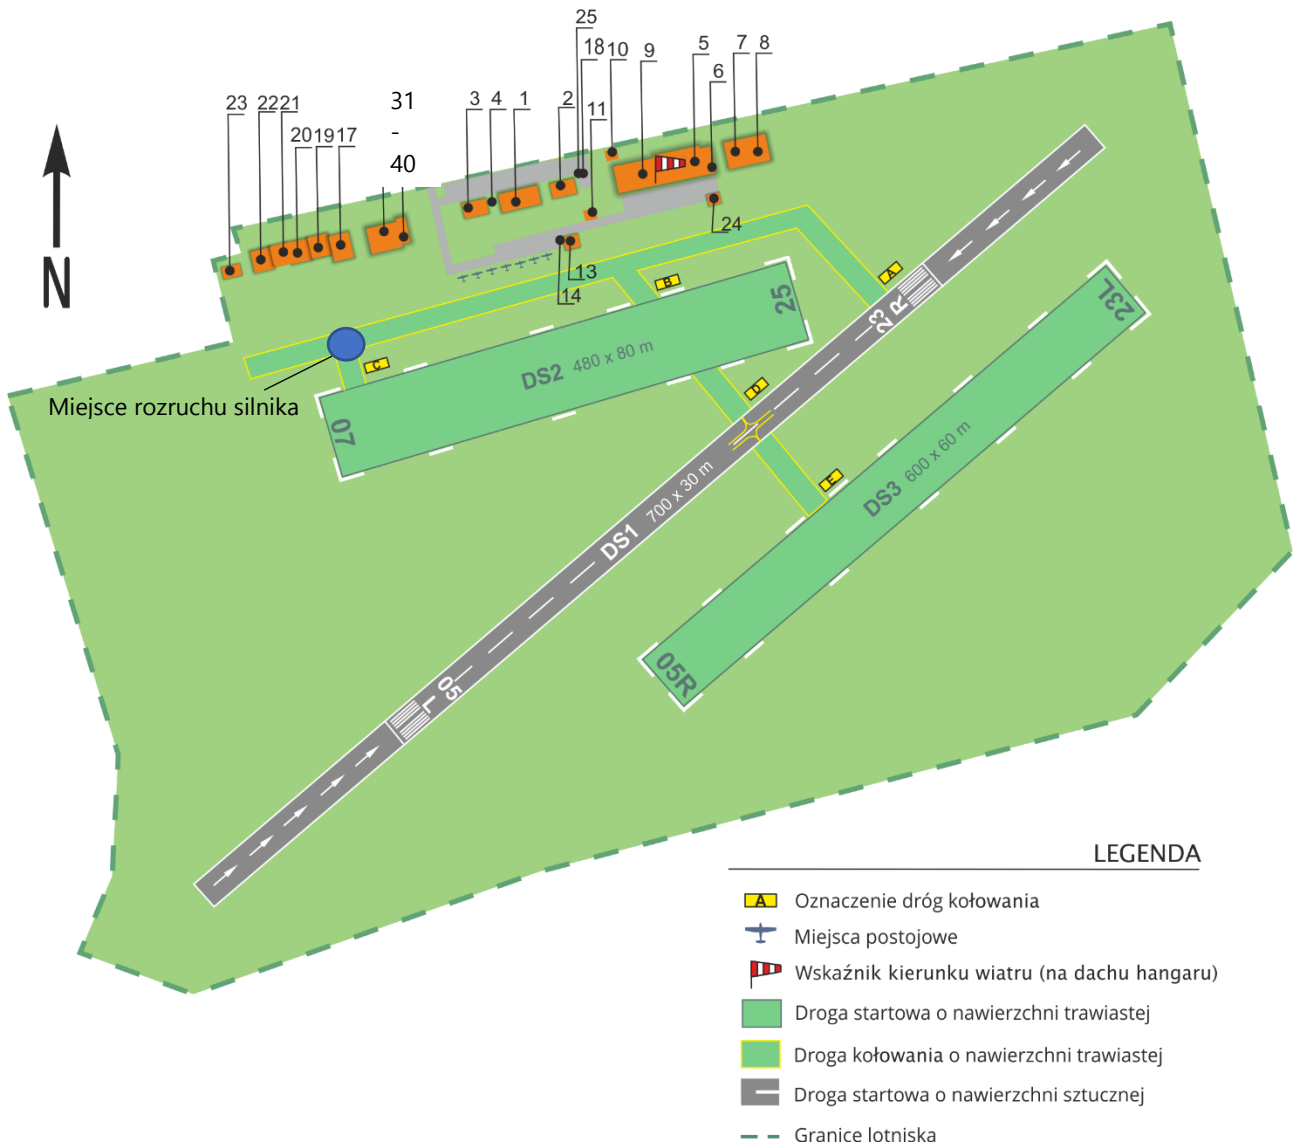 25
18 10 9 5 7 8
6
31
23 22 21 3 4 1 2 11
-
20 19 17
40
24
N
13
14
A
B
C
D
E
25
23
R
23L
DS2 480 x 80 m
07
Miejsce rozruchu silnika
DS3 600 x 60 m
DS1 700 x 30 m
05R
05
L
LEGENDA
A Oznaczenie dróg kołowania
Miejsca postojowe
Wskaźnik kierunku wiatru (na dachu hangaru)
Droga startowa o nawierzchni trawiastej
Droga kołowania o nawierzchni trawiastej
Droga startowa o nawierzchni sztucznej
Granice lotniska